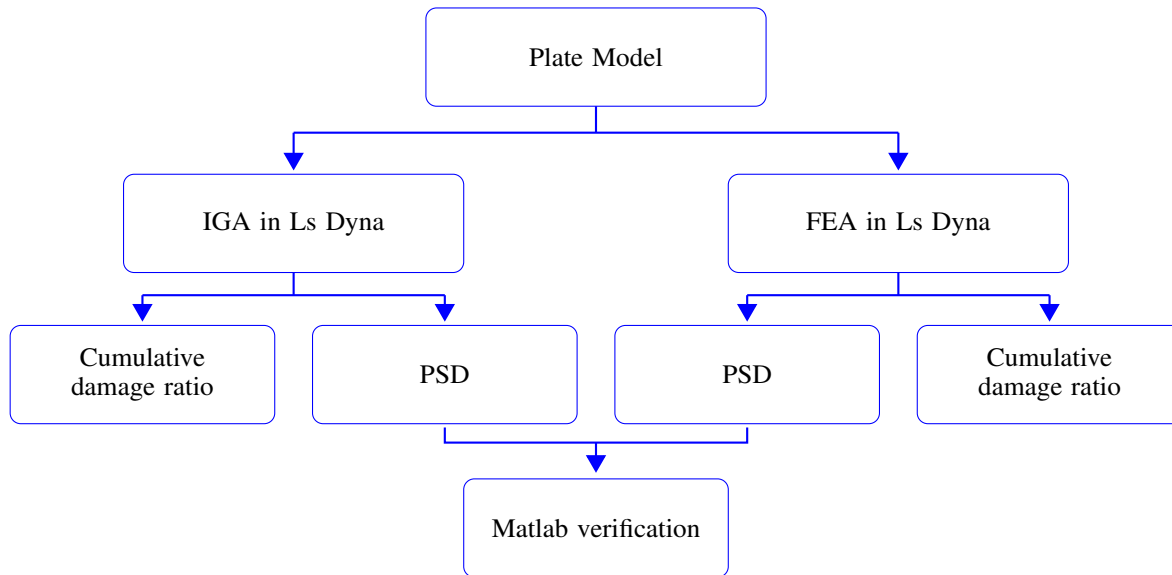 Plate Model
IGA in Ls Dyna
FEA in Ls Dyna
Cumulative
damage ratio
PSD
PSD
Cumulative
damage ratio
Matlab verification